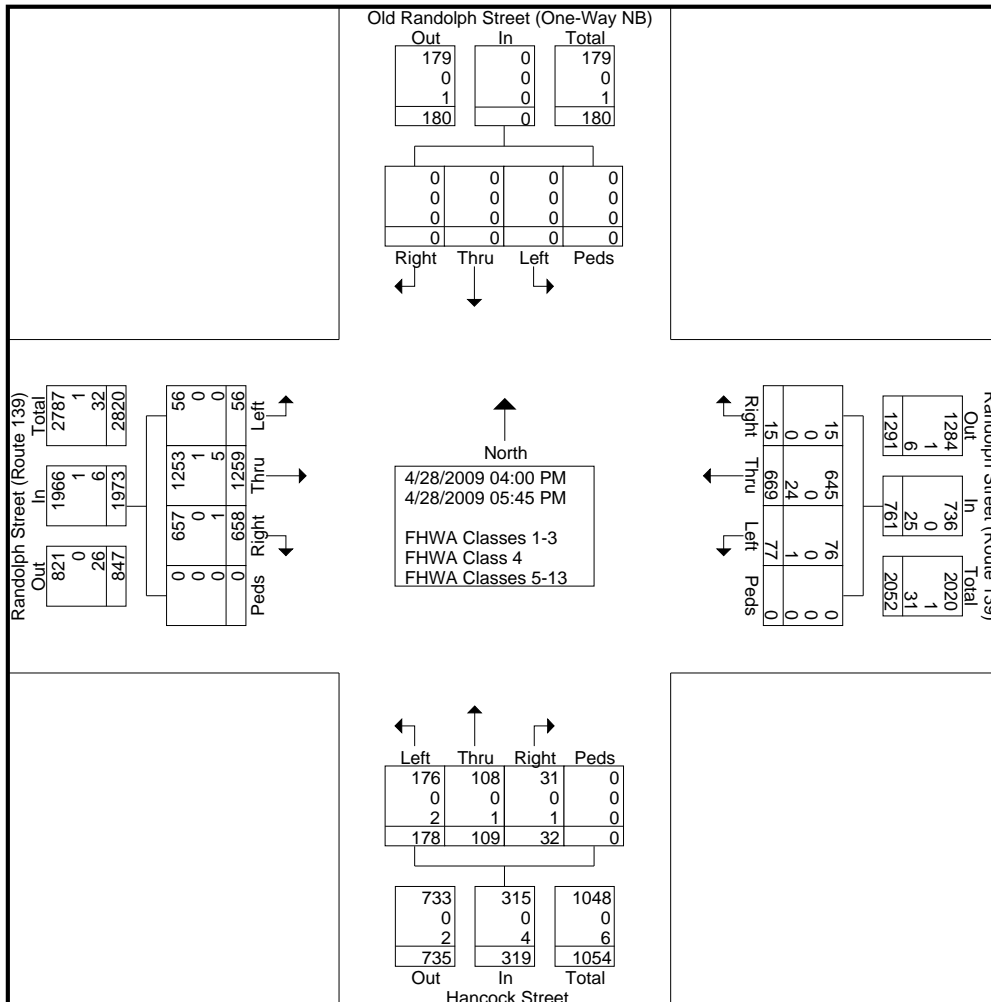 Old Randolph Street (One-Way NB)
Out In Total
179 0 179
0 0 0
1 0 1
180 0 180
0 0 0 0
0 0 0 0
0 0 0 0
0 0 0 0
Right Thru Left Peds
Randolph Street (Route 139)
Total In Out
2787 1 32 2820
1966 1 6 1973
821 0 26 847
56 0 0 56 Left
1253 1 5 1259 Thru
657 0 1 658 Right
0 0 0 0 Peds
North
4/28/2009 04:00 PM
4/28/2009 05:45 PM
FHWA Classes 1-3
FHWA Class 4
FHWA Classes 5-13
Right 15 0 0 15
Thru 645 0 24 669
Left 76 0 1 77
Peds 0 0 0 0
Randolph Street (Route 139)
Out In Total
1284 1 6 1291
736 0 25 761
2020 1 31 2052
Left Thru Right Peds
176 108 31 0
0 0 0 0
2 1 1 0
178 109 32 0
733 315 1048
0 0 0
2 4 6
735 319 1054
Out In Total
Hancock Street